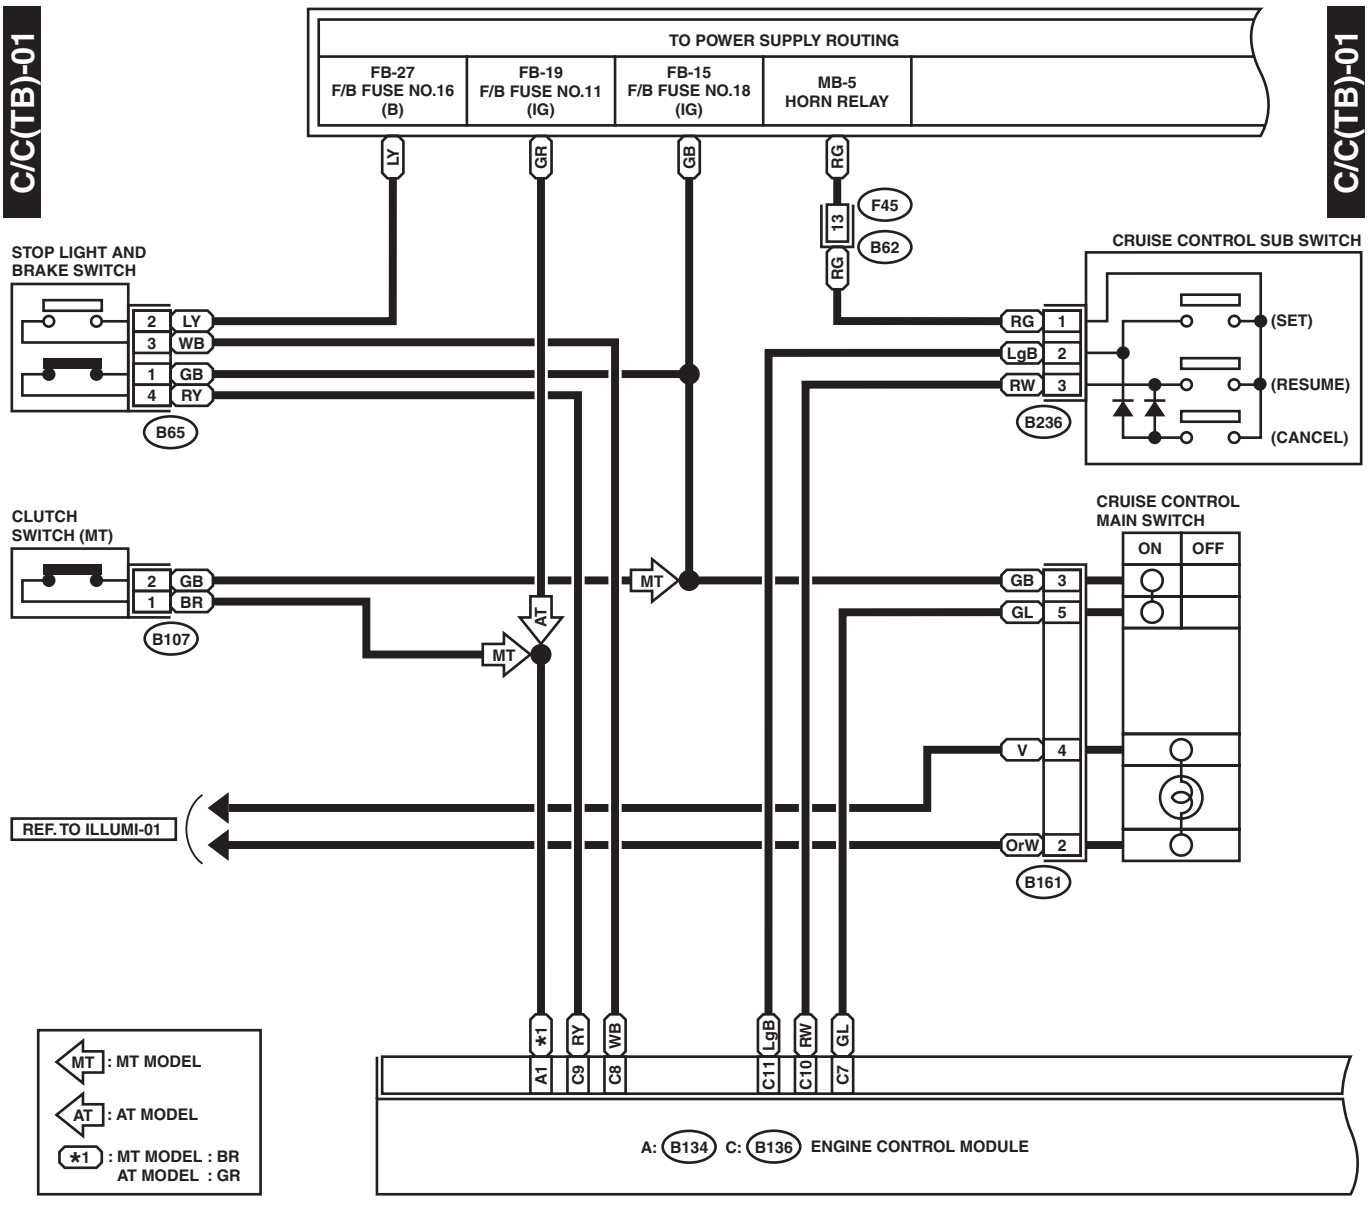 C/C(TB)-01
C/C(TB)-01
TO POWER SUPPLY ROUTING
FB-27
F/B FUSE NO.16
(B)
FB-19
F/B FUSE NO.11
(IG)
FB-15
F/B FUSE NO.18
(IG)
MB-5
HORN RELAY
LY
GR
GB
RG
13
F45
B62
RG
STOP LIGHT AND
BRAKE SWITCH
2 LY
3 WB
1 GB
4 RY
B65
CRUISE CONTROL SUB SWITCH
RG 1
LgB 2
RW 3
B236
(SET)
(RESUME)
(CANCEL)
CLUTCH
SWITCH (MT)
2 GB
1 BR
B107
MT
AT
MT
CRUISE CONTROL
MAIN SWITCH
ON OFF
GB 3
GL 5
V 4
OrW 2
B161
REF. TO ILLUMI-01
*1
RY
WB
LgB
RW
GL
A1
C9
C8
C11
C10
C7
A: B134 C: B136 ENGINE CONTROL MODULE
MT : MT MODEL
AT : AT MODEL
*1 : MT MODEL : BR
AT MODEL : GR